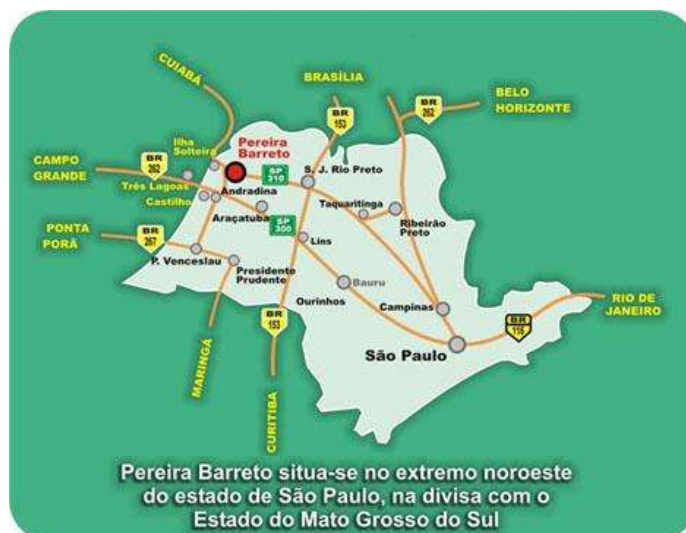 CUIABÁ
BRASÍLIA
BELO
HORIZONTE
BR
153
BR
262
Ilha
Solteira
Pereira
Barreto
CAMPO
GRANDE
BR
262
SP
310
S. J. Rio Preto
Três Lagoas
Andradina
Castilho
Araçatuba
Taquaritinga
Ribeirão
Preto
PONTA
PORÃ
BR
267
SP
300
Lins
P. Venceslau
Presidente
Prudente
Bauru
Ourinhos
Campinas
RIO DE
JANEIRO
BR
153
BR
116
São Paulo
MARINGÁ
CURITIBA
Pereira Barreto situa-se no extremo noroeste
do estado de São Paulo, na divisa com o
Estado do Mato Grosso do Sul